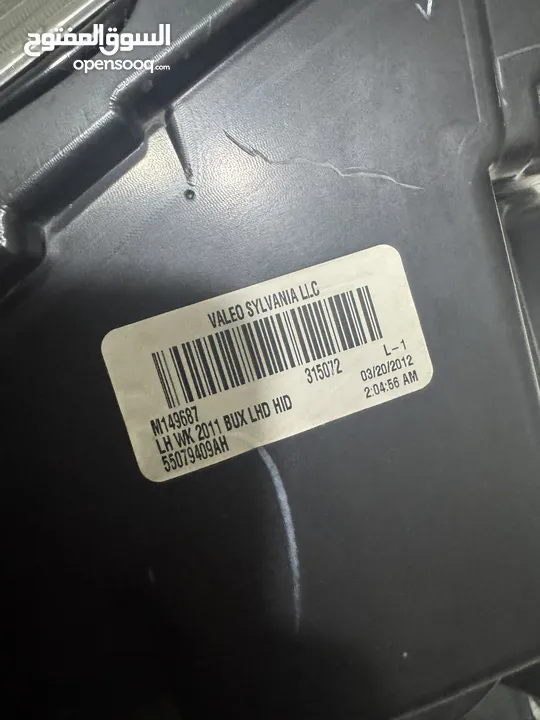 السوق المفتوح
opensooq.com
VALEO SYLVANIA LLC
315072
L-1
M149687
03/20/2012
LH WK 2011 BUX LHD HID
2:04:56 AM
55079409AH